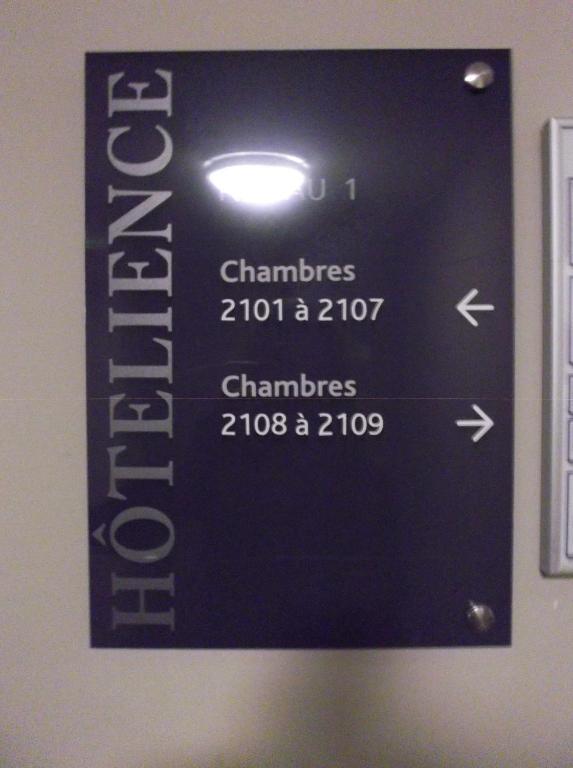 HÔTELIENCE
1
Chambres
2101 à 2107 ←
Chambres
2108 à 2109 →